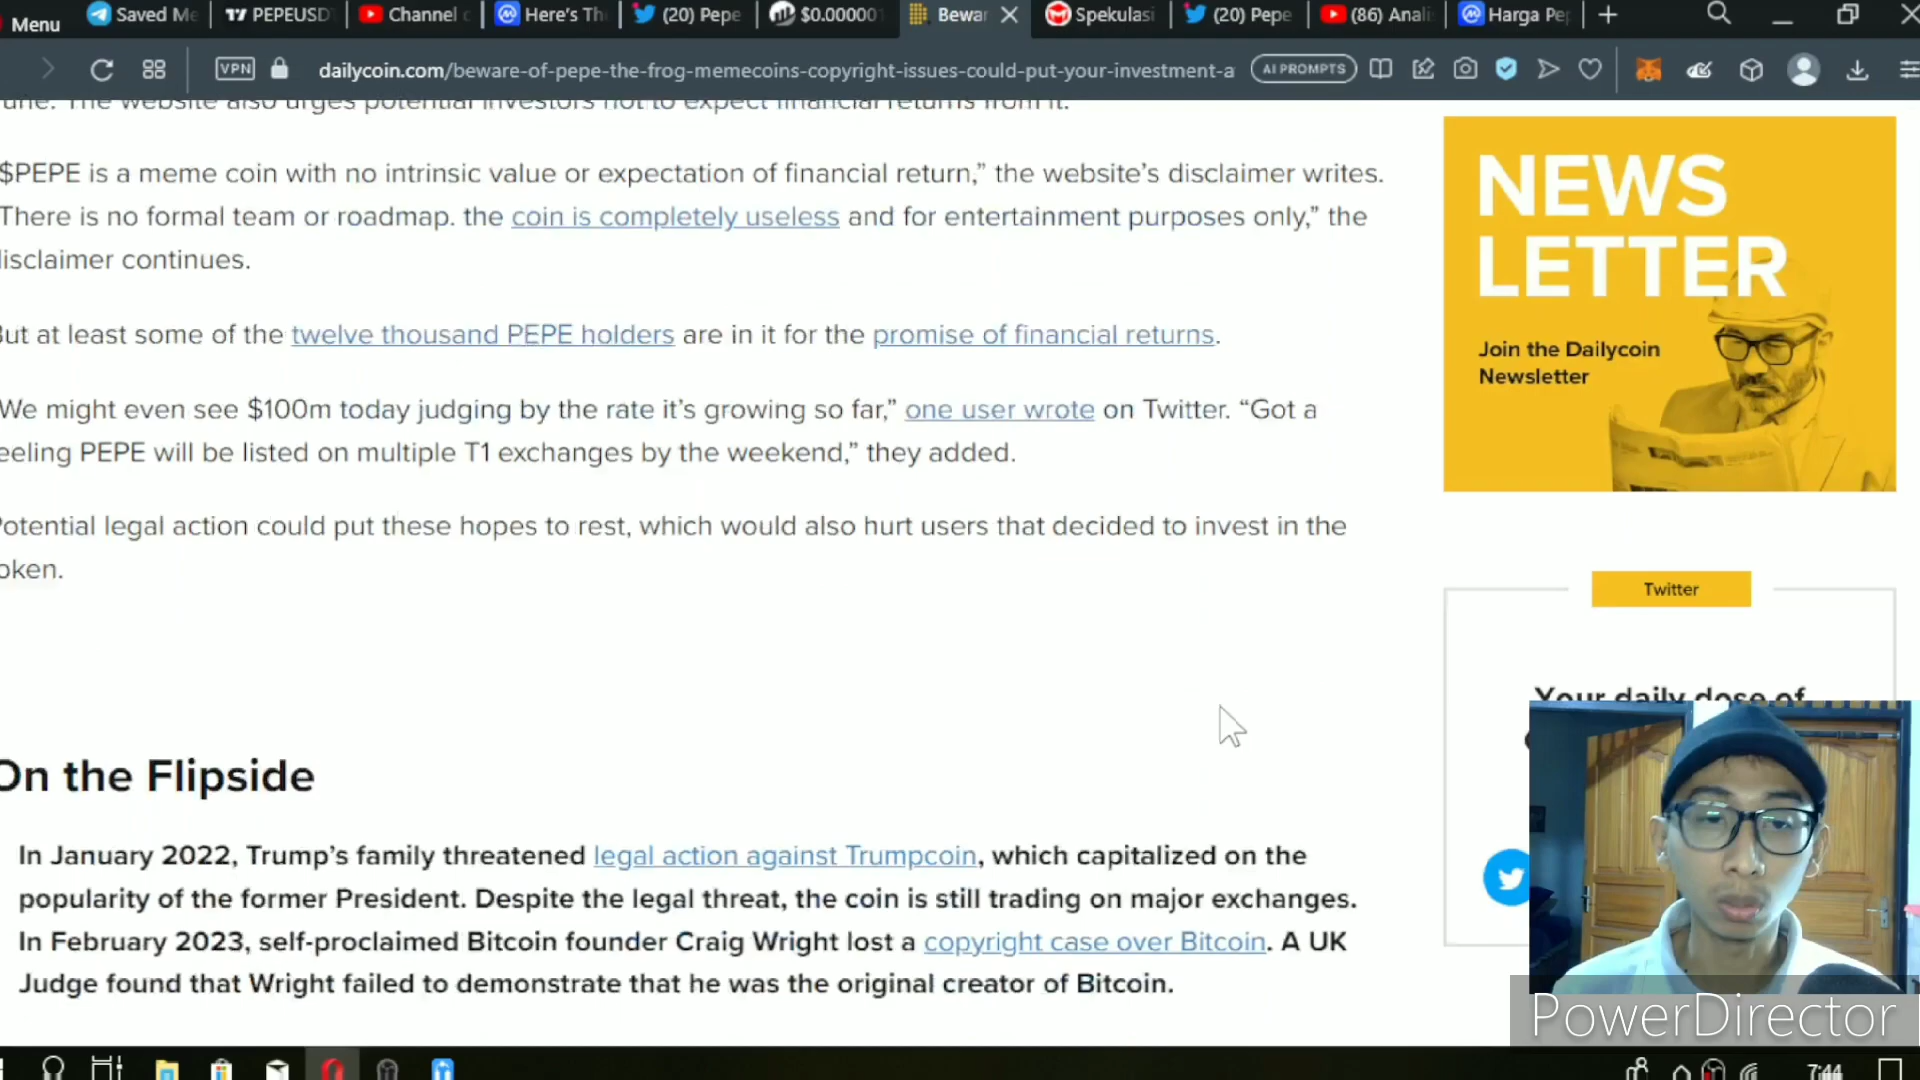 Menu
Saved Me
PEPEUSD
Channel
Here's Th
(20) Pepe
$0.00000
Bewar
Spekulasi
(20) Pepe
(86) Anali
Harga Pep
VPN
dailycoin.com/beware-of-pepe-the-frog-memecoins-copyright-issues-could-put-your-investment-a
AI PROMPTS
The website also urges potential investors not to expect financial returns from it.
$PEPE is a meme coin with no intrinsic value or expectation of financial return,” the website’s disclaimer writes.
There is no formal team or roadmap. the coin is completely useless and for entertainment purposes only,” the
disclaimer continues.
But at least some of the twelve thousand PEPE holders are in it for the promise of financial returns.
We might even see $100m today judging by the rate it’s growing so far,” one user wrote on Twitter. “Got a
feeling PEPE will be listed on multiple T1 exchanges by the weekend,” they added.
Potential legal action could put these hopes to rest, which would also hurt users that decided to invest in the
token.
On the Flipside
In January 2022, Trump’s family threatened legal action against Trumpcoin, which capitalized on the
popularity of the former President. Despite the legal threat, the coin is still trading on major exchanges.
In February 2023, self-proclaimed Bitcoin founder Craig Wright lost a copyright case over Bitcoin. A UK
Judge found that Wright failed to demonstrate that he was the original creator of Bitcoin.
NEWS
LETTER
Join the Dailycoin
Newsletter
Twitter
Your daily dose of
PowerDirector
7:44